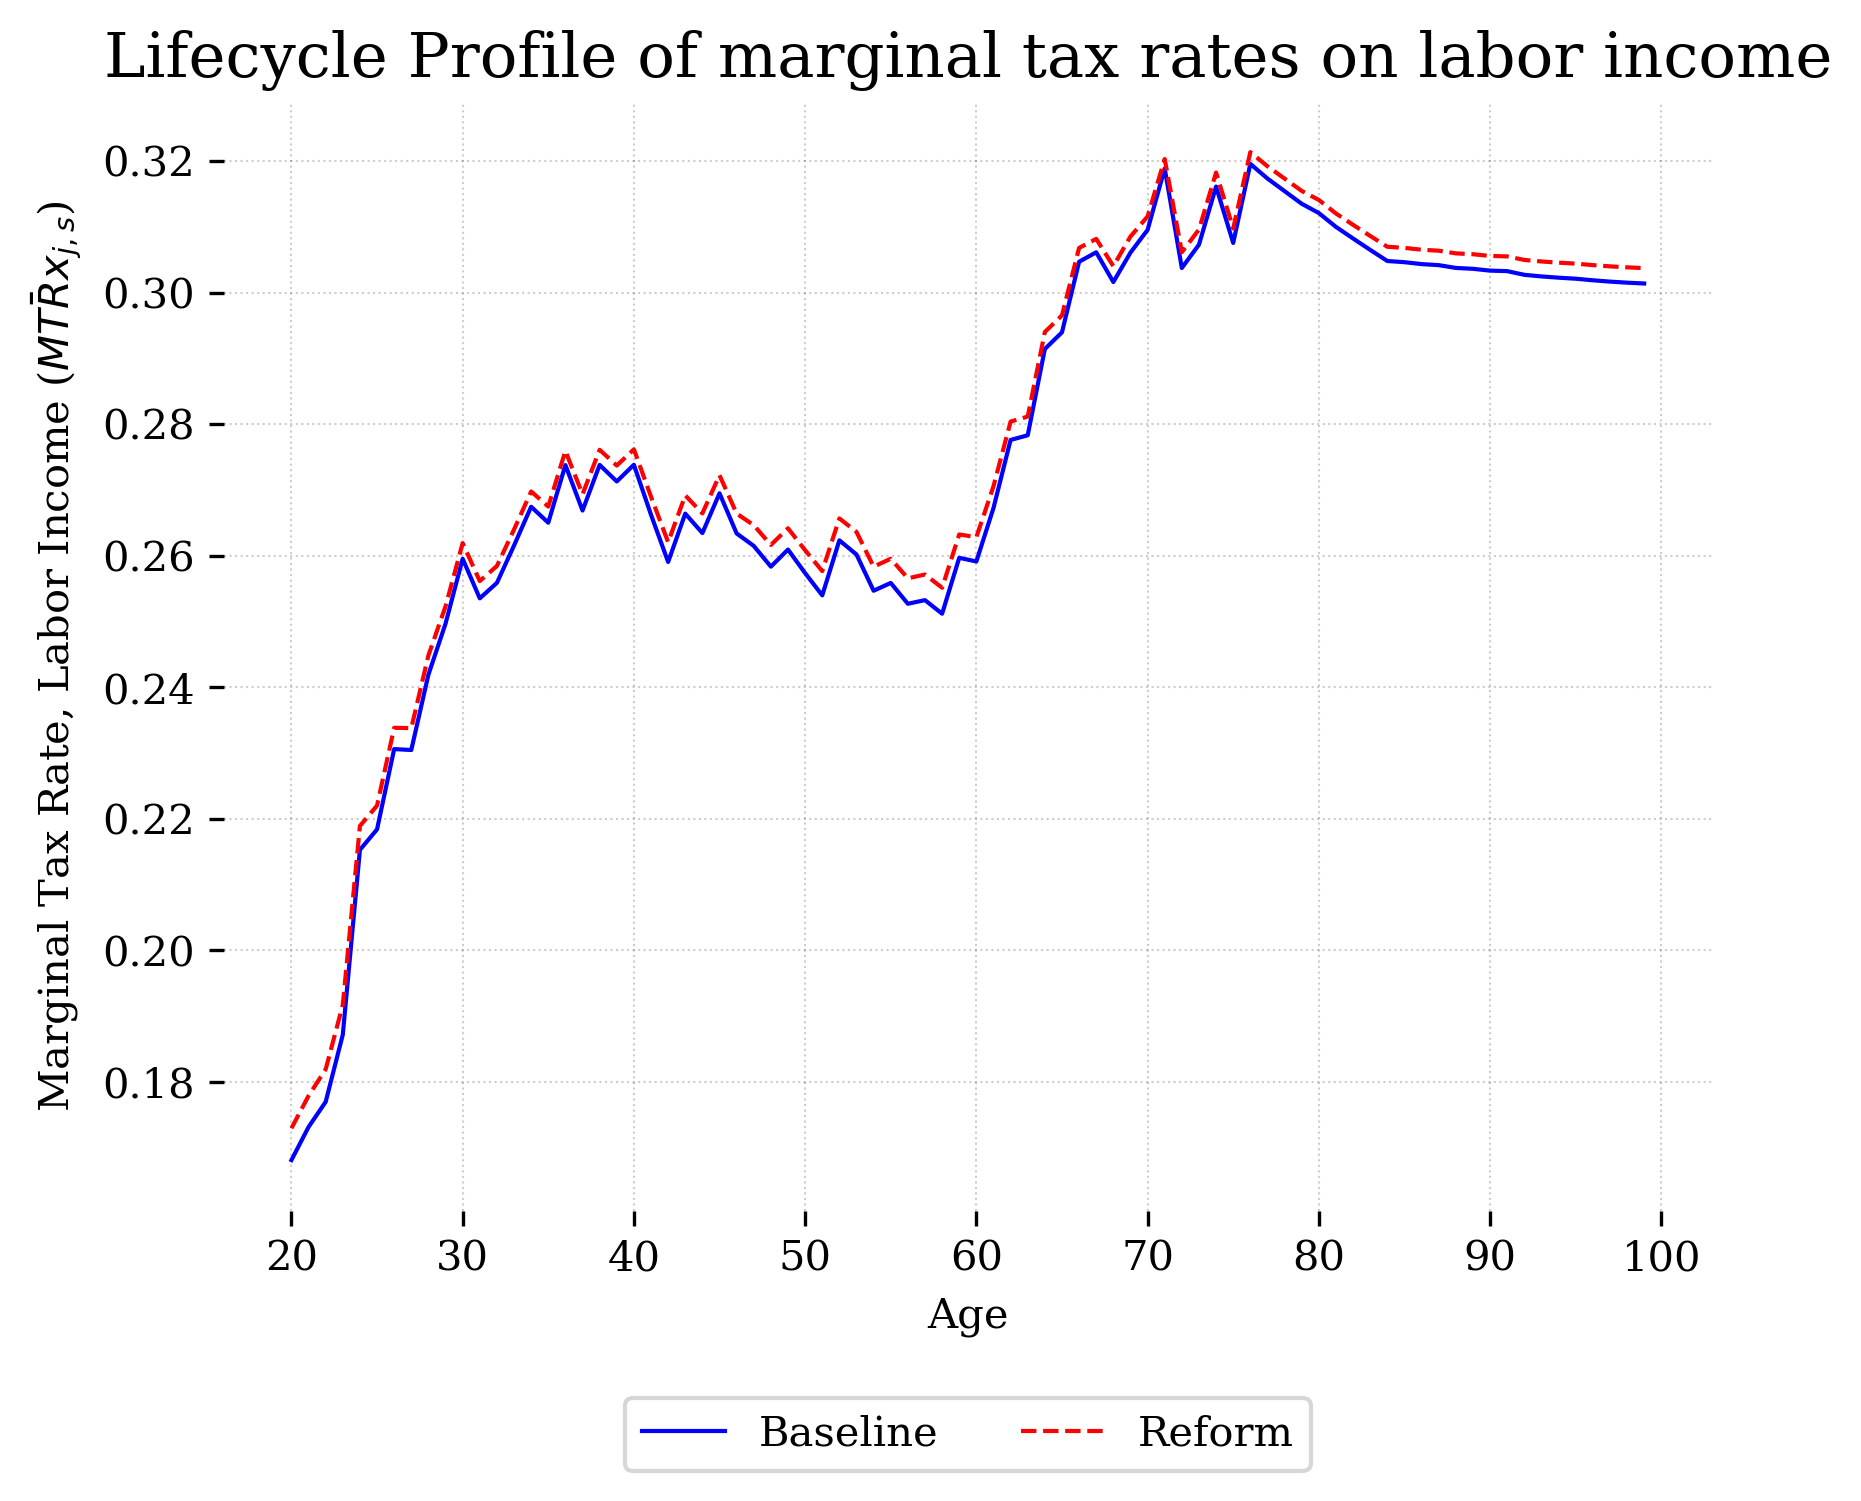 Lifecycle Profile of marginal tax rates on labor income
Marginal Tax Rate, Labor Income ($\bar{MTRx}_{j,s}$)
0.32
0.30
0.28
0.26
0.24
0.22
0.20
0.18
20 30 40 50 60 70 80 90 100
Age
Baseline Reform